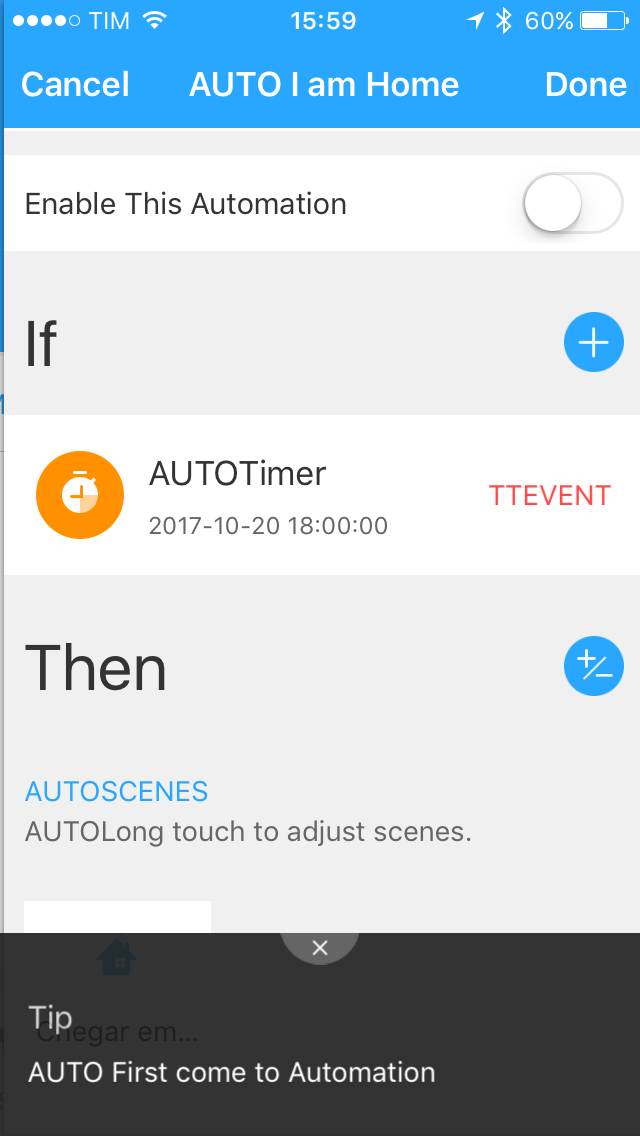 TIM 15:59 60%
Cancel AUTO I am Home Done
Enable This Automation
If
AUTOTimer
2017-10-20 18:00:00
TTEVENT
Then
AUTOSCENES
AUTOLong touch to adjust scenes.
Tip
Chegar em...
AUTO First come to Automation